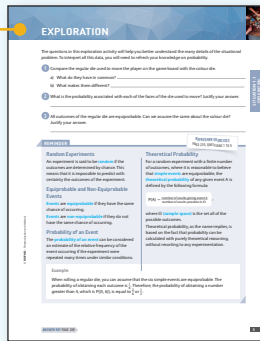 EXPLORATION
The questions in this exploration activity will help you better understand the many details of the situational
problem. To interpret all this data, you will need to refresh your knowledge on probability.
1 Compare the regular die used to move the player on the game board with the colour die.
a) What do they have in common?
b) What makes them different?
2 What is the probability associated with each of the faces of the die used to move? Justify your answer.
3 All outcomes of the regular die are equiprobable. Can we assume the same about the colour die?
Justify your answer.
REMINDER
Random Experiments
An experiment is said to be random if the
outcomes are determined by chance. This
means that it is impossible to predict with
certainty the outcomes of the experiment.
Equiprobable and Non-Equiprobable
Events
Events are equiprobable if they have the same
chance of occurring.
Events are non-equiprobable if they do not
have the same chance of occurring.
Probability of an Event
The probability of an event can be considered
an estimate of the relative frequency of the
event occurring if the experiment were
repeated many times under similar conditions.
Theoretical Probability
For a random experiment with a finite number
of outcomes, where it is reasonable to believe
that simple events are equiprobable, the
theoretical probability of any given event A is
defined by the following formula:
P(A) =
where Ω (sample space) is the set of all the
possible outcomes.
Theoretical probability, as the name implies, is
based on the fact that probability can be
calculated with purely theoretical reasoning,
without resorting to any experimentation.
Example
When rolling a regular die, you can assume that the six simple events are equiprobable. The
probability of obtaining each outcome is 1/6. Therefore, the probability of obtaining a number
greater than 4, which is P({5, 6}), is equal to 2/6 or 1/3.